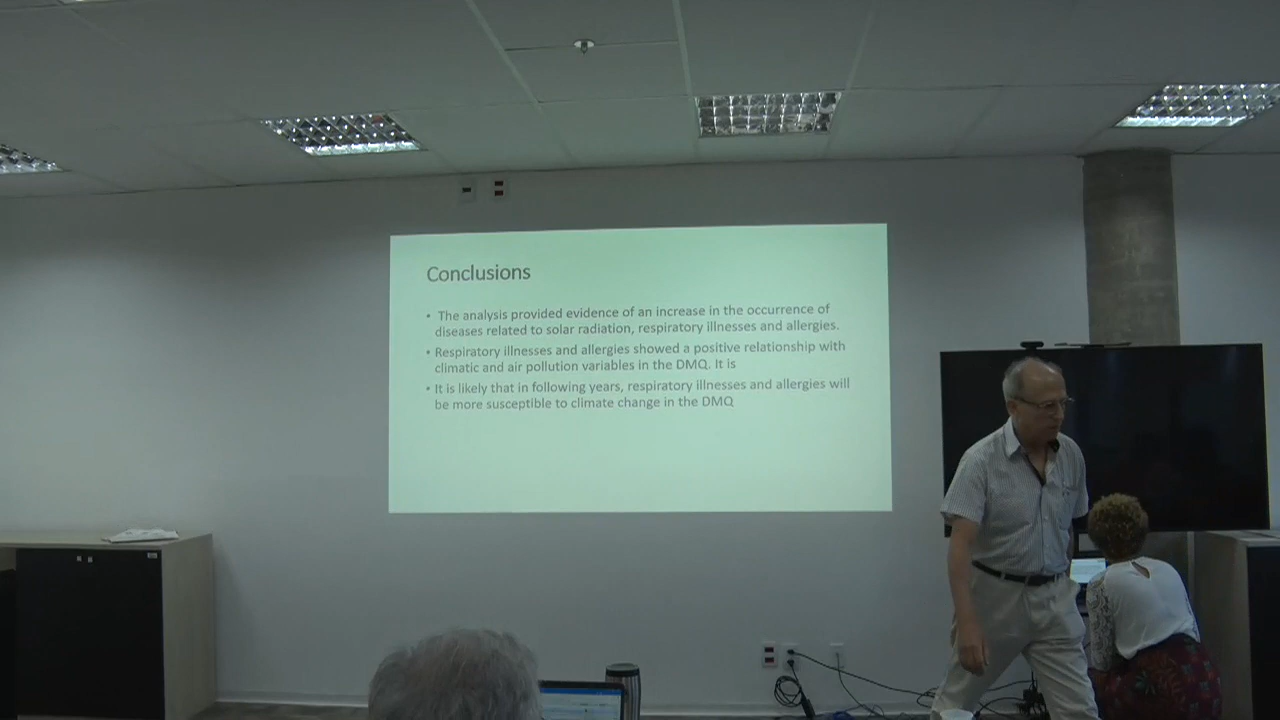 Conclusions
• The analysis provided evidence of an increase in the occurrence of
diseases related to solar radiation, respiratory illnesses and allergies.
• Respiratory illnesses and allergies showed a positive relationship with
climatic and air pollution variables in the DMQ. It is
• It is likely that in following years, respiratory illnesses and allergies will
be more susceptible to climate change in the DMQ